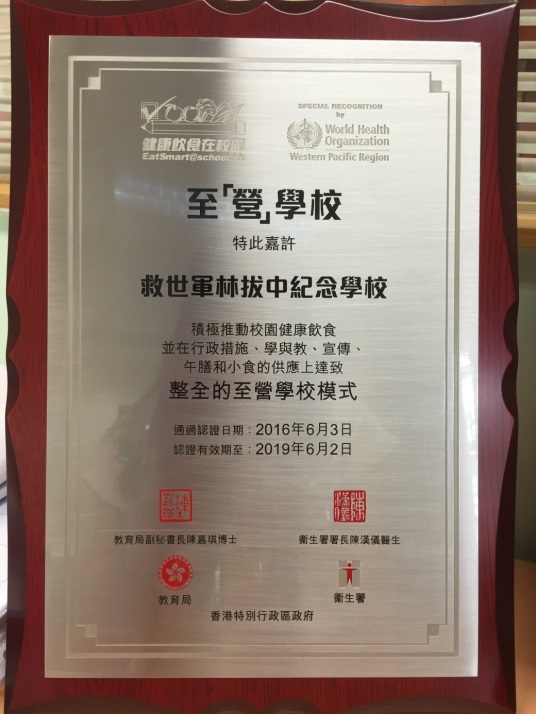 健康飲食在校園
EatSmart@school.hk
SPECIAL RECOGNITION
by
World Health
Organization
Western Pacific Region
至「營」學校
特此嘉許
救世軍林拔中紀念學校
積極推動校園健康飲食
並在行政措施、學與教、宣傳、
午膳和小食的供應上達致
整全的至營學校模式
通過認證日期：2016年6月3日
認證有效期至：2019年6月2日
教育局副秘書長陳嘉琪博士
衞生署署長陳漢儀醫生
教育局
衞生署
香港特別行政區政府